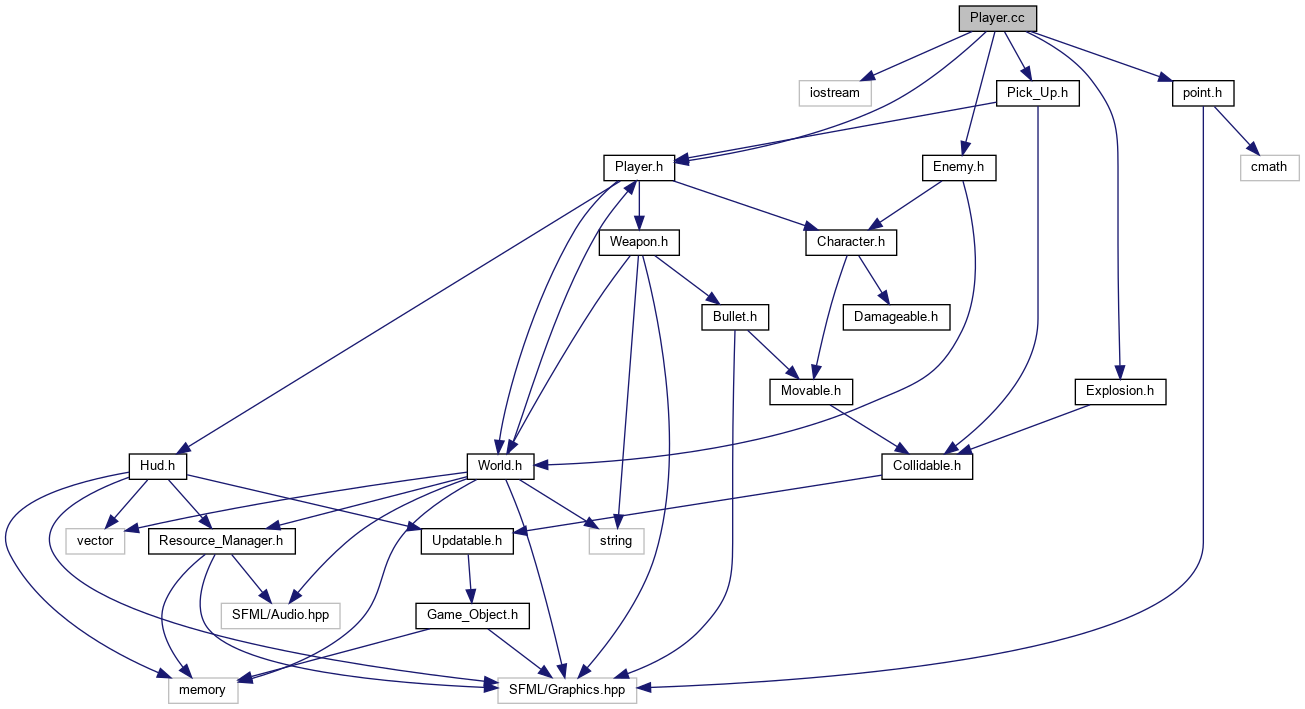 Player.cc
iostream
Pick_Up.h
point.h
Player.h
Enemy.h
cmath
Weapon.h
Character.h
Bullet.h
Damageable.h
Movable.h
Explosion.h
Hud.h
World.h
Collidable.h
vector
Resource_Manager.h
Updatable.h
string
SFML/Audio.hpp
Game_Object.h
memory
SFML/Graphics.hpp